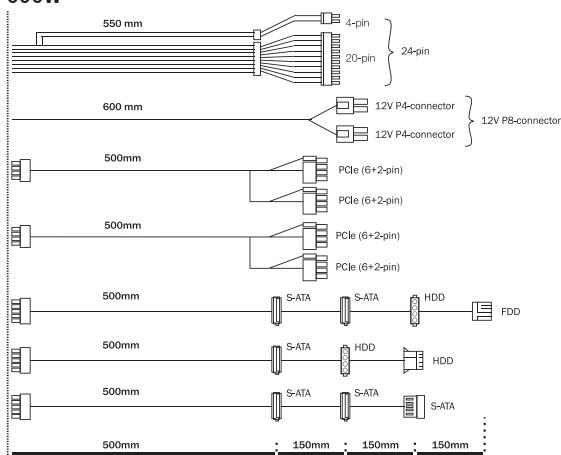 550 mm
4-pin
20-pin
24-pin
600 mm
12V P4-connector
12V P4-connector
12V P8-connector
500mm
PCIe (6+2-pin)
PCIe (6+2-pin)
500mm
PCIe (6+2-pin)
PCIe (6+2-pin)
500mm
S-ATA
S-ATA
HDD
FDD
500mm
S-ATA
HDD
HDD
500mm
S-ATA
S-ATA
S-ATA
500mm
150mm
150mm
150mm